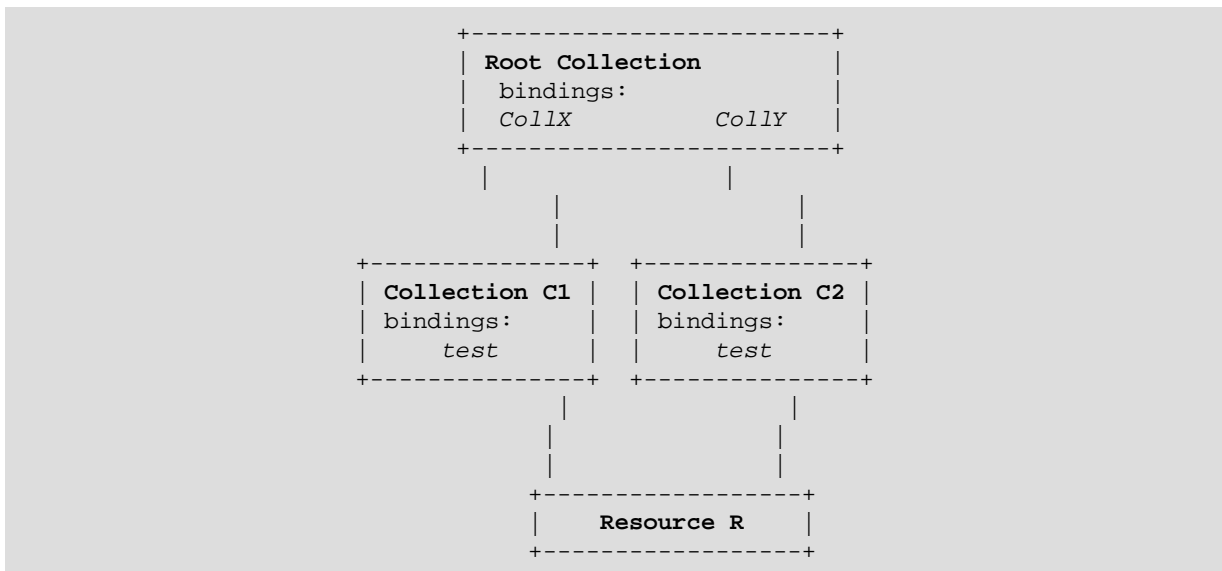 +-------------------------+
| Root Collection         |
|  bindings:              |
|  CollX          CollY   |
+-------------------------+
|                |
|                |
|                |
+---------------+  +---------------+
| Collection C1 |  | Collection C2 |
| bindings:     |  | bindings:     |
|     test      |  |     test      |
+---------------+  +---------------+
|               |
|               |
|               |
+------------------+
|    Resource R    |
+------------------+